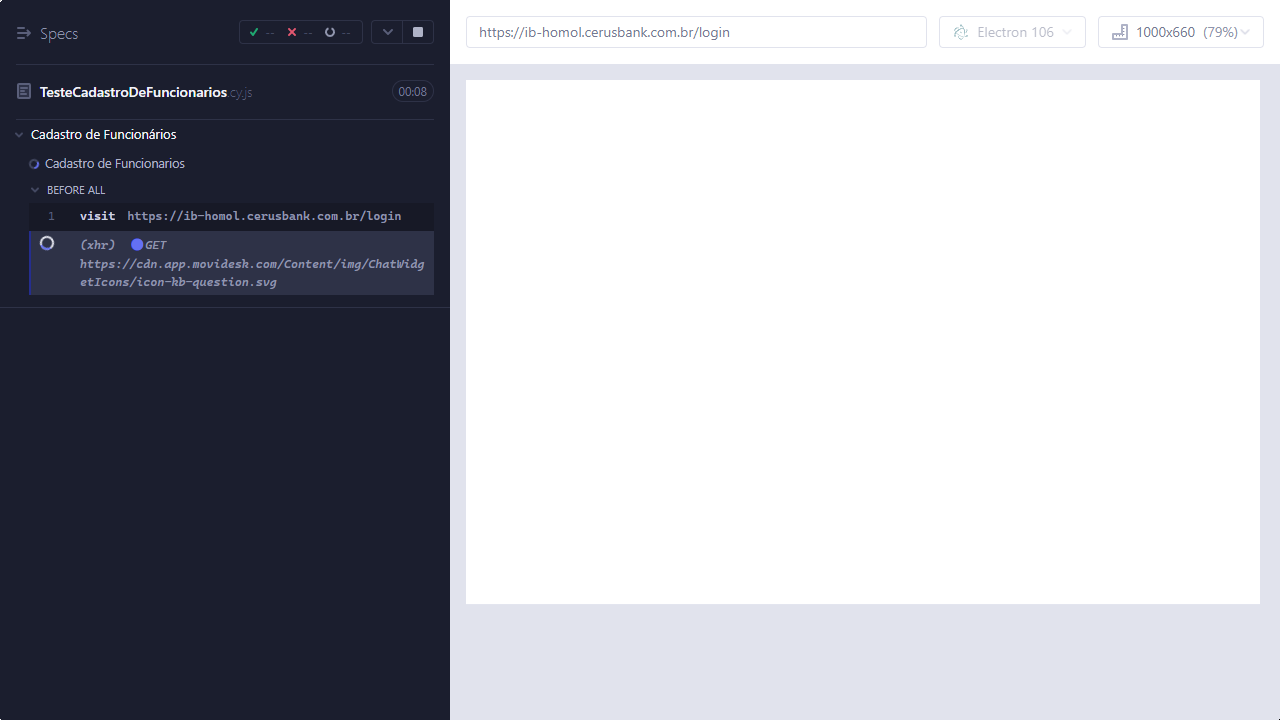 Specs
-- -- --
https://ib-homol.cerusbank.com.br/login
Electron 106
1000x660 (79%)
TesteCadastroDeFuncionarios.cy.js
00:08
Cadastro de Funcionários
Cadastro de Funcionarios
BEFORE ALL
1 visit https://ib-homol.cerusbank.com.br/login
(xhr) GET
https://cdn.app.movidesk.com/Content/img/ChatWidg
etIcons/icon-kb-question.svg